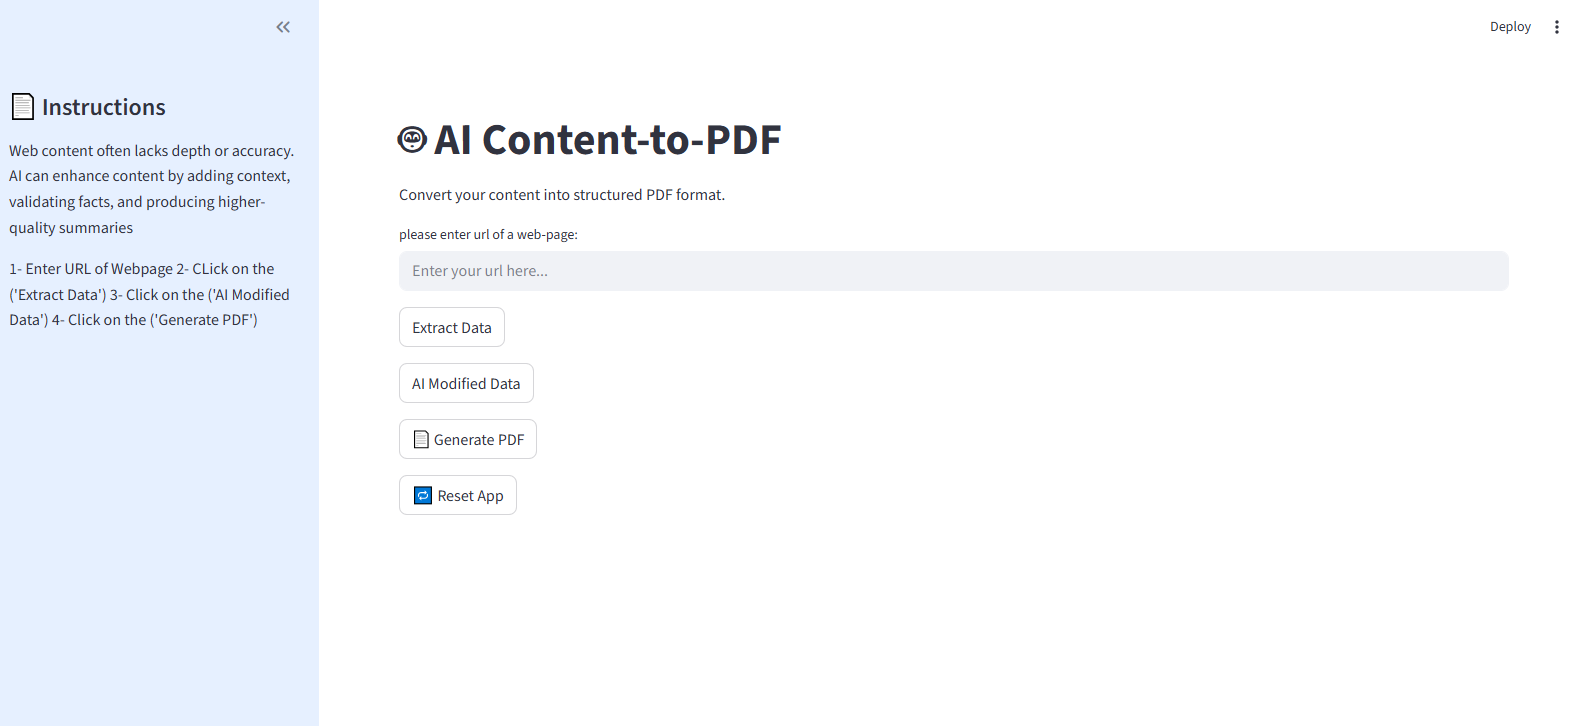 Deploy
Instructions
Web content often lacks depth or accuracy.
AI can enhance content by adding context,
validating facts, and producing higher-
quality summaries
1- Enter URL of Webpage 2- CLick on the
('Extract Data') 3- Click on the ('AI Modified
Data') 4- Click on the ('Generate PDF')
AI Content-to-PDF
Convert your content into structured PDF format.
please enter url of a web-page:
Enter your url here...
Extract Data
AI Modified Data
Generate PDF
Reset App